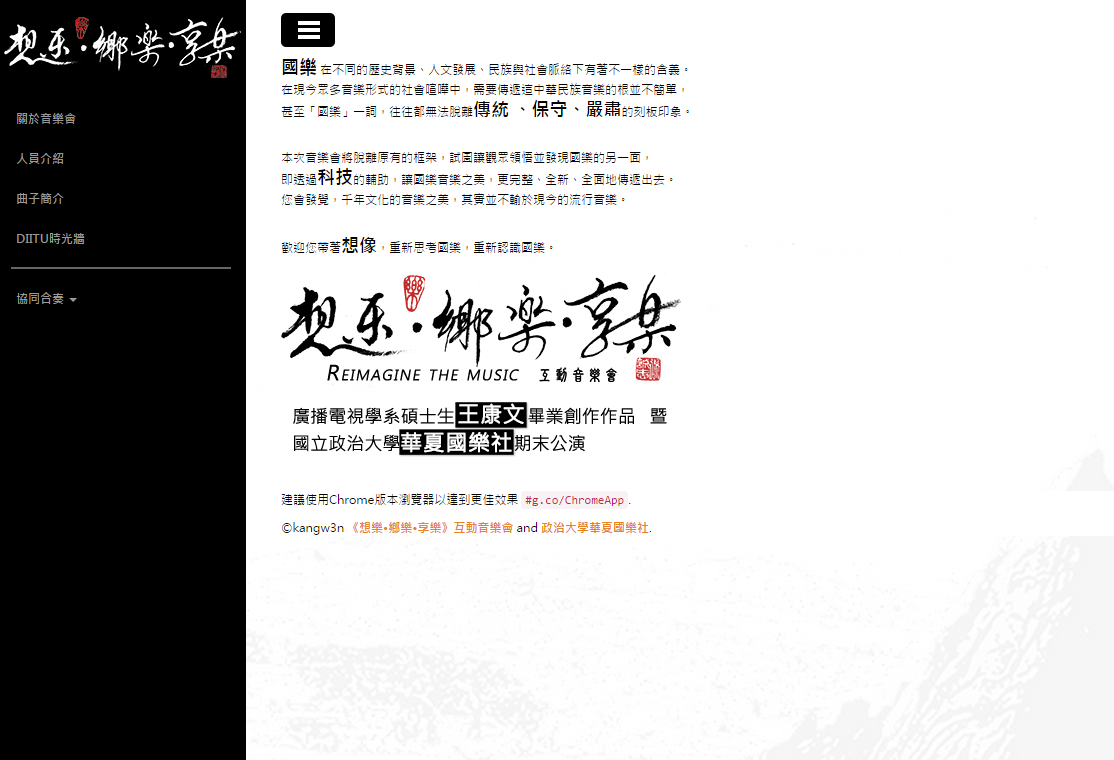 想乐·鄉樂·享樂
關於音樂會
人員介紹
曲子簡介
DIITU時光牆
協同合奏
國樂 在不同的歷史背景、人文發展、民族與社會脈絡下有著不一樣的含義。
在現今眾多音樂形式的社會喧嘩中，需要傳遞這中華民族音樂的根並不簡單，
甚至「國樂」一詞，往往都無法脫離傳統 、保守、嚴肅的刻板印象。
本次音樂會將脫離原有的框架，試圖讓觀眾領悟並發現國樂的另一面，
即透過科技的輔助，讓國樂音樂之美，更完整、全新、全面地傳遞出去。
您會發覺，千年文化的音樂之美，其實並不輸於現今的流行音樂。
歡迎您帶著想像，重新思考國樂，重新認識國樂。
樂
想乐·鄉樂·享樂
REIMAGINE THE MUSIC 互動音樂會
廣播電視學系碩士生王康文畢業創作作品 暨
國立政治大學華夏國樂社期末公演
建議使用Chrome版本瀏覽器以達到更佳效果 #g.co/ChromeApp .
©kangw3n 《想樂•鄉樂•享樂》互動音樂會 and 政治大學華夏國樂社.